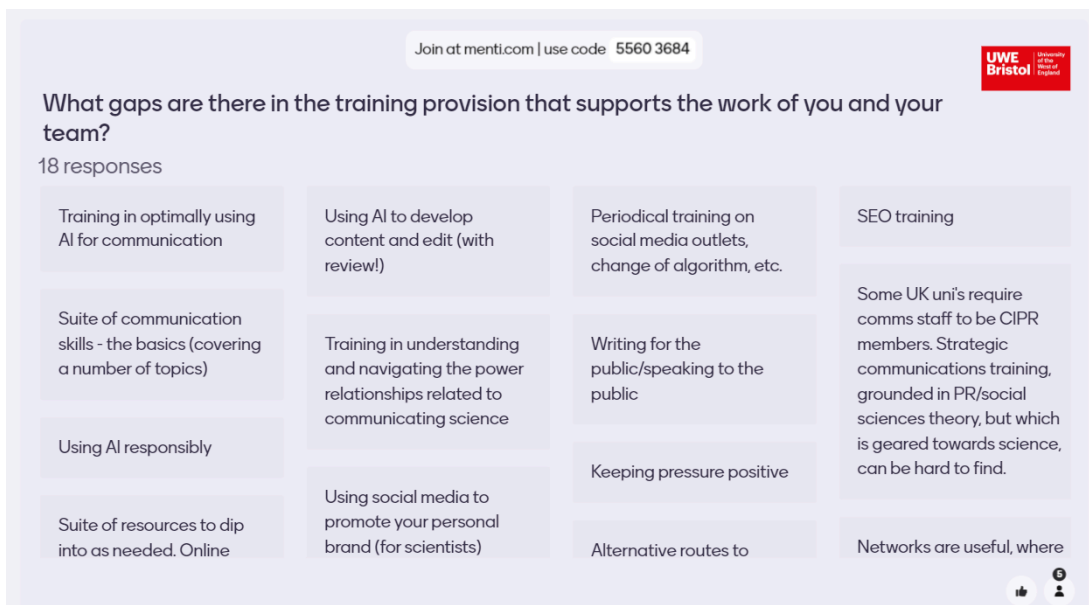 Join at menti.com | use code 5560 3684
UWE
Bristol
University
of the
West of
England
What gaps are there in the training provision that supports the work of you and your
team?
18 responses
Training in optimally using
AI for communication
Suite of communication
skills - the basics (covering
a number of topics)
Using AI responsibly
Suite of resources to dip
into as needed. Online
Using AI to develop
content and edit (with
review!)
Training in understanding
and navigating the power
relationships related to
communicating science
Using social media to
promote your personal
brand (for scientists)
Periodical training on
social media outlets,
change of algorithm, etc.
Writing for the
public/speaking to the
public
Keeping pressure positive
Alternative routes to
SEO training
Some UK uni's require
comms staff to be CIPR
members. Strategic
communications training,
grounded in PR/social
sciences theory, but which
is geared towards science,
can be hard to find.
Networks are useful, where
5